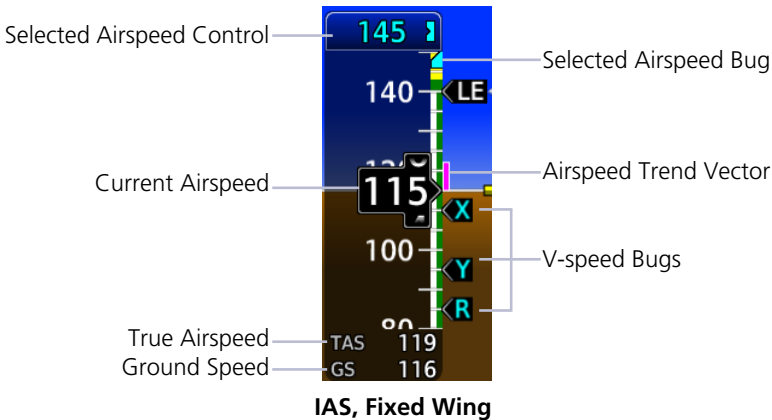 Selected Airspeed Control
145
Selected Airspeed Bug
140
LE
Airspeed Trend Vector
Current Airspeed
115
X
100
V-speed Bugs
Y
R
80
True Airspeed
TAS 119
Ground Speed
GS 116
IAS, Fixed Wing